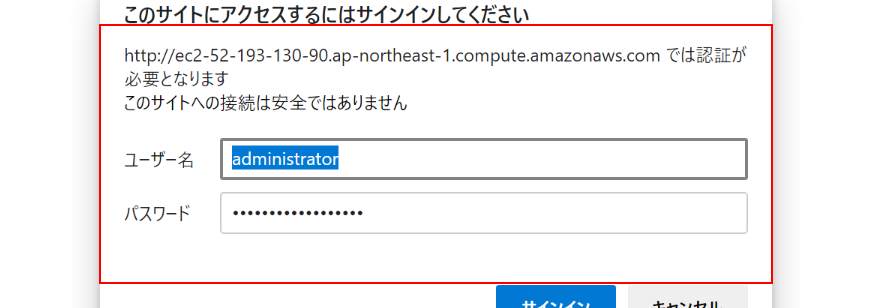 このサイトにアクセスするにはサインインしてください
http://ec2-52-193-130-90.ap-northeast-1.compute.amazonaws.com では認証が
必要となります
このサイトへの接続は安全ではありません
ユーザー名 administrator
パスワード ••••••••••••••••••
サインイン キャンセル